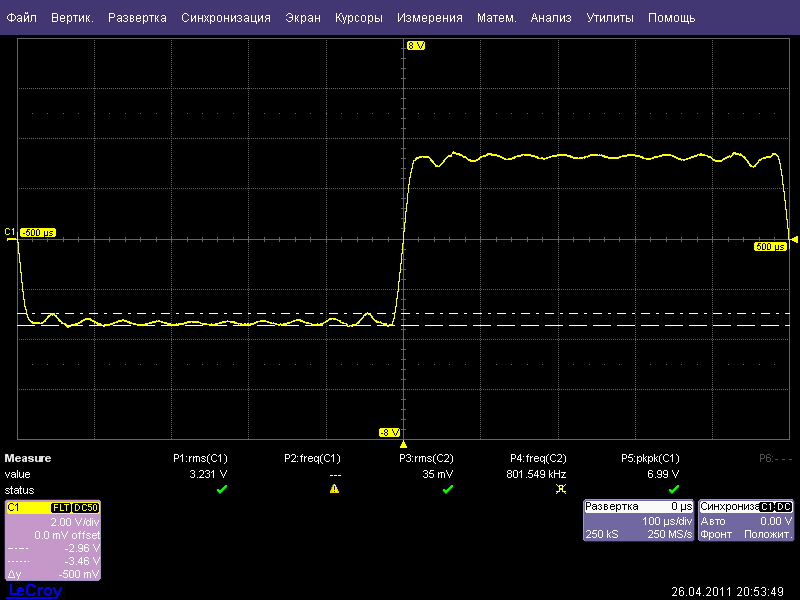 Файл Вертик. Развертка Синхронизация Экран Курсоры Измерения Матем. Анализ Утилиты Помощь
8 V
C1 -500 µs
500 µs
-8 V
Measure P1:rms(C1) P2:freq(C1) P3:rms(C2) P4:freq(C2) P5:pkpk(C1) P6:- - -
value 3.231 V --- 35 mV 801.549 kHz 6.99 V
status
C1 FLT DC50
2.00 V/div
0.0 mV offset
-2.96 V
-3.46 V
Δy -500 mV
Развертка 0 µs
100 µs/div
250 kS 250 MS/s
Синхрониза C1 DC
Авто 0.00 V
Фронт Положит.
LeCroy
26.04.2011 20:53:49